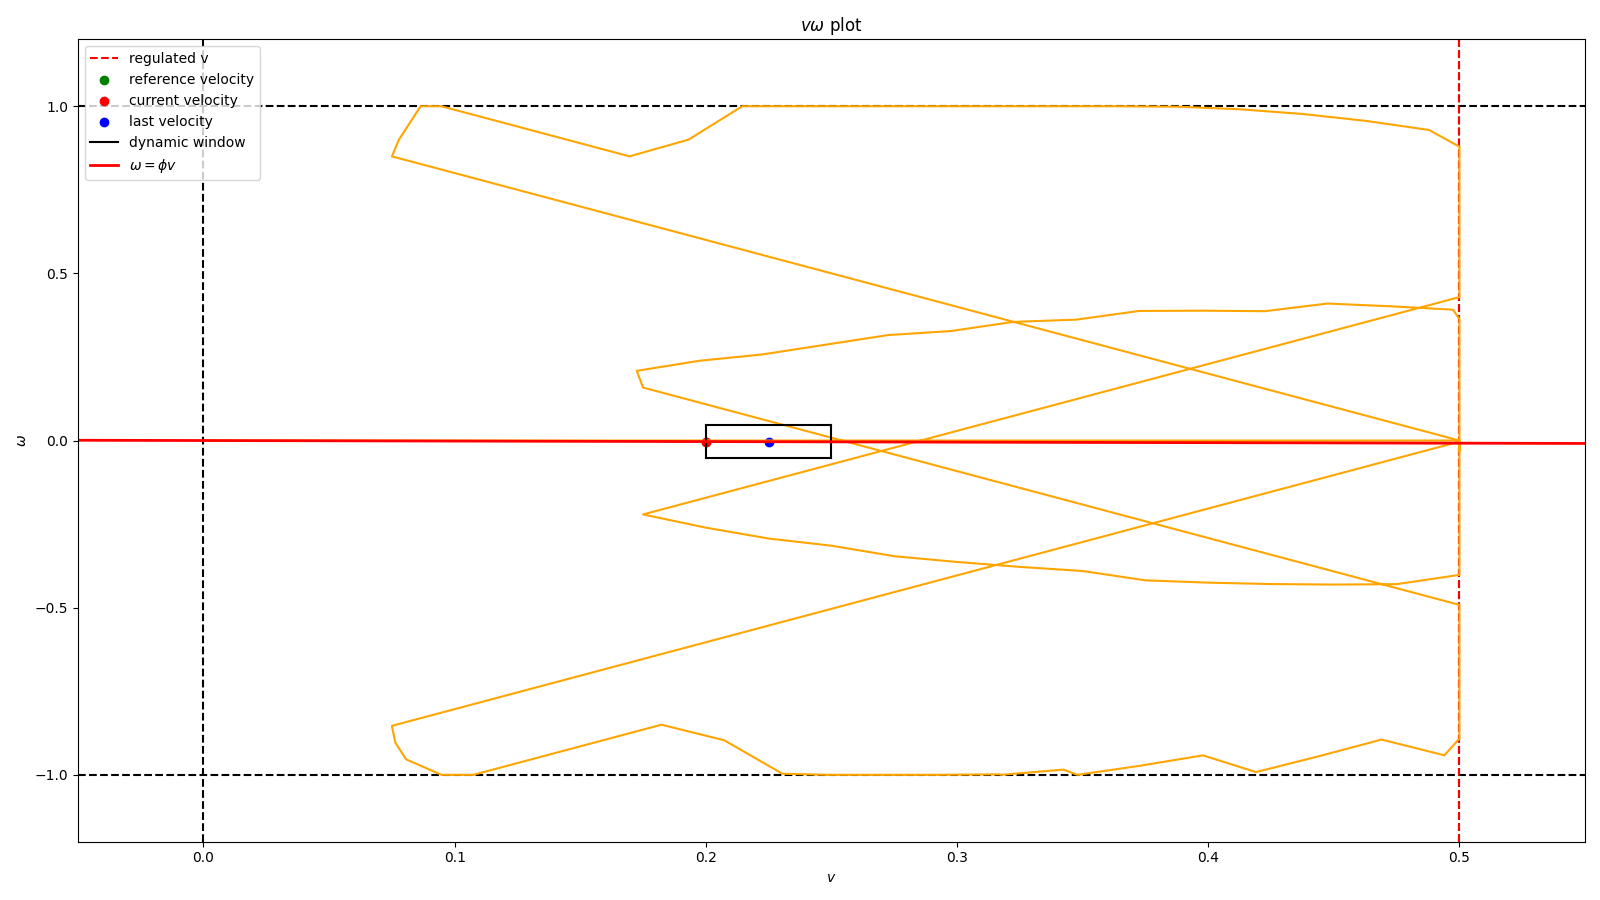 vω plot
regulated v
reference velocity
current velocity
last velocity
dynamic window
ω = ϕv
1.0
0.5
0.0
−0.5
−1.0
ω
0.0 0.1 0.2 0.3 0.4 0.5
v